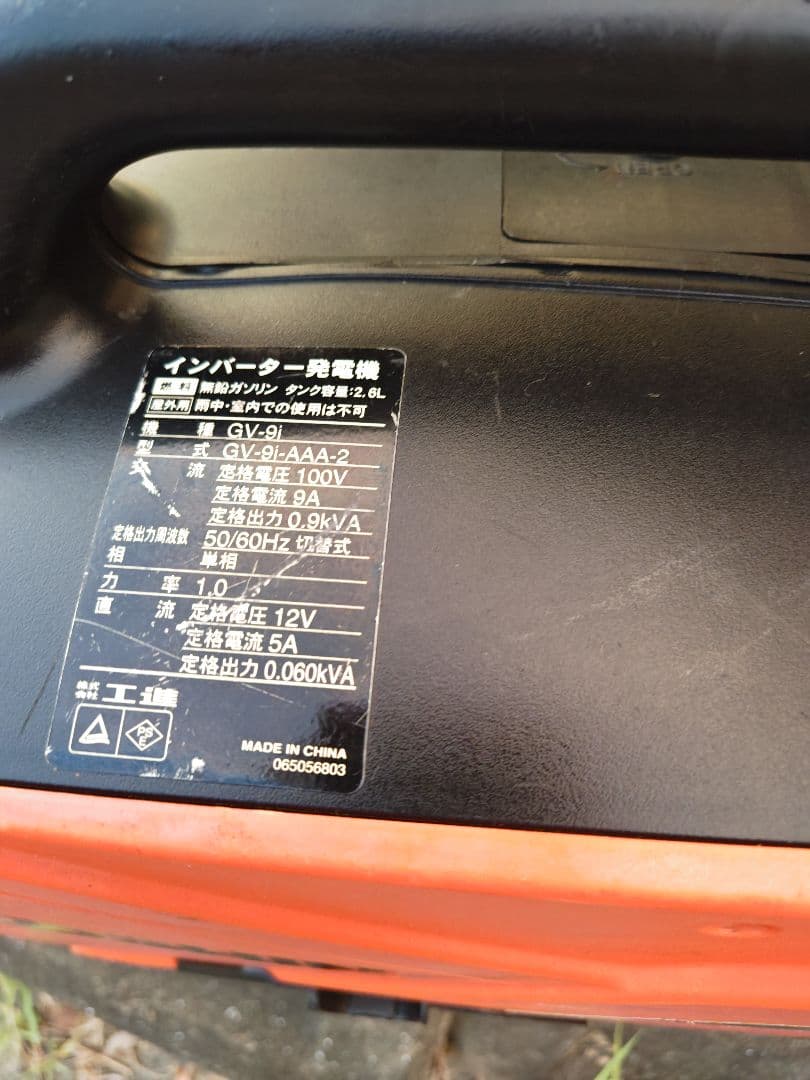 OPEN
インバーター発電機
燃料 無鉛ガソリン タンク容量:2.6L
屋外用 雨中・室内での使用は不可
機種 GV-9i
型式 GV-9i-AAA-2
交流 定格電圧 100V
定格電流 9A
定格出力 0.9kVA
定格出力周波数 50/60Hz 切替式
相 単相
力率 1.0
直流 定格電圧 12V
定格電流 5A
定格出力 0.060kVA
株式会社 工進
PS
E
MADE IN CHINA
065056803